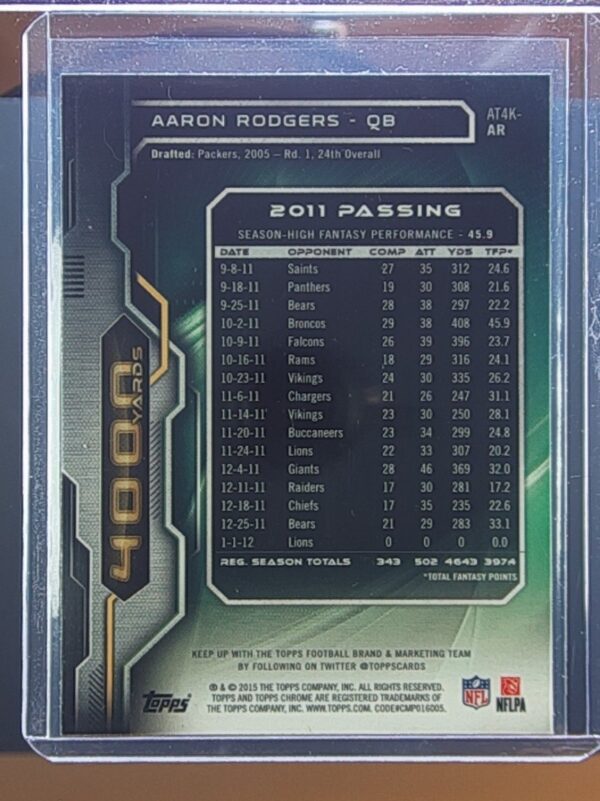 AARON RODGERS - QB
AT4K-
AR
Drafted: Packers, 2005 – Rd. 1, 24th Overall
2011 PASSING
SEASON-HIGH FANTASY PERFORMANCE - 45.9
DATE OPPONENT COMP ATT YDS TFP*
9-8-11 Saints 27 35 312 24.6
9-18-11 Panthers 19 30 308 21.6
9-25-11 Bears 28 38 297 22.2
10-2-11 Broncos 29 38 408 45.9
10-9-11 Falcons 26 39 396 23.7
10-16-11 Rams 18 29 316 24.1
10-23-11 Vikings 24 30 335 26.2
11-6-11 Chargers 21 26 247 31.1
11-14-11 Vikings 23 30 250 28.1
11-20-11 Buccaneers 23 34 299 24.8
11-24-11 Lions 22 33 307 20.2
12-4-11 Giants 28 46 369 32.0
12-11-11 Raiders 17 30 281 17.2
12-18-11 Chiefs 17 35 235 22.6
12-25-11 Bears 21 29 283 33.1
1-1-12 Lions 0 0 0 0.0
REG. SEASON TOTALS 343 502 4643 397.4
*TOTAL FANTASY POINTS
4000
YARDS
KEEP UP WITH THE TOPPS FOOTBALL BRAND & MARKETING TEAM
BY FOLLOWING ON TWITTER @TOPPSCARDS
® & © 2015 THE TOPPS COMPANY, INC. ALL RIGHTS RESERVED.
TOPPS AND TOPPS CHROME ARE REGISTERED TRADEMARKS OF
THE TOPPS COMPANY, INC. WWW.TOPPS.COM. CODE#CMP016005.
Topps
NFL
NFLPA